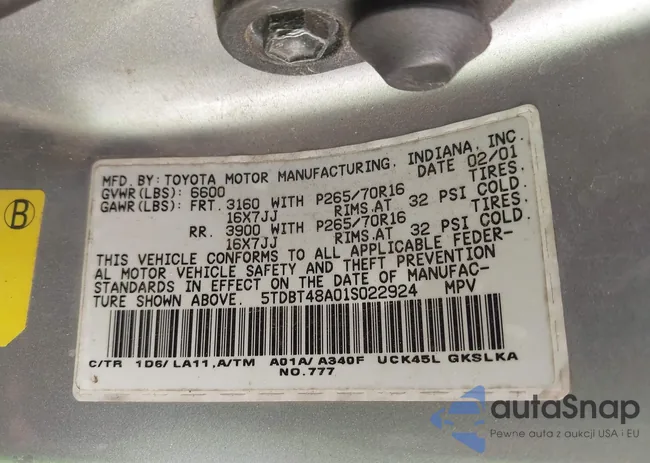 MFD. BY: TOYOTA MOTOR MANUFACTURING, INDIANA, INC.
GVWR(LBS): 6600 DATE 02/01
GAWR(LBS): FRT. 3160 WITH P265/70R16 TIRES,
16X7JJ RIMS,AT 32 PSI COLD.
RR. 3900 WITH P265/70R16 TIRES,
16X7JJ RIMS,AT 32 PSI COLD.
THIS VEHICLE CONFORMS TO ALL APPLICABLE FEDER-
AL MOTOR VEHICLE SAFETY AND THEFT PREVENTION
STANDARDS IN EFFECT ON THE DATE OF MANUFAC-
TURE SHOWN ABOVE. 5TDBT48A01S022924 MPV
C/TR 1D6/LA11,A/TM A01A/A340F UCK45L GKSLKA
NO.777
B
autaSnap
Pewne auta z aukcji USA i EU